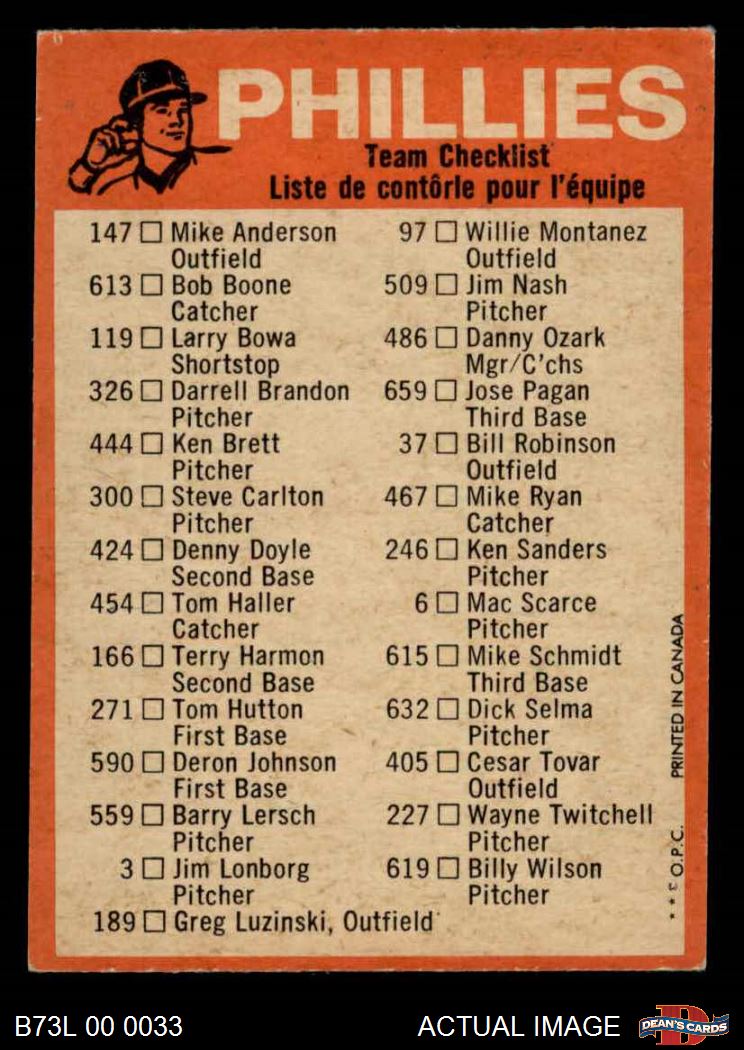 PHILLIES
Team Checklist
Liste de contôrle pour l'équipe
147 □ Mike Anderson
Outfield
613 □ Bob Boone
Catcher
119 □ Larry Bowa
Shortstop
326 □ Darrell Brandon
Pitcher
444 □ Ken Brett
Pitcher
300 □ Steve Carlton
Pitcher
424 □ Denny Doyle
Second Base
454 □ Tom Haller
Catcher
166 □ Terry Harmon
Second Base
271 □ Tom Hutton
First Base
590 □ Deron Johnson
First Base
559 □ Barry Lersch
Pitcher
3 □ Jim Lonborg
Pitcher
189 □ Greg Luzinski, Outfield
97 □ Willie Montanez
Outfield
509 □ Jim Nash
Pitcher
486 □ Danny Ozark
Mgr/C'chs
659 □ Jose Pagan
Third Base
37 □ Bill Robinson
Outfield
467 □ Mike Ryan
Catcher
246 □ Ken Sanders
Pitcher
6 □ Mac Scarce
Pitcher
615 □ Mike Schmidt
Third Base
632 □ Dick Selma
Pitcher
405 □ Cesar Tovar
Outfield
227 □ Wayne Twitchell
Pitcher
619 □ Billy Wilson
Pitcher
* * © O.P.C. PRINTED IN CANADA
B73L 00 0033
ACTUAL IMAGE
D
DEAN'S CARDS